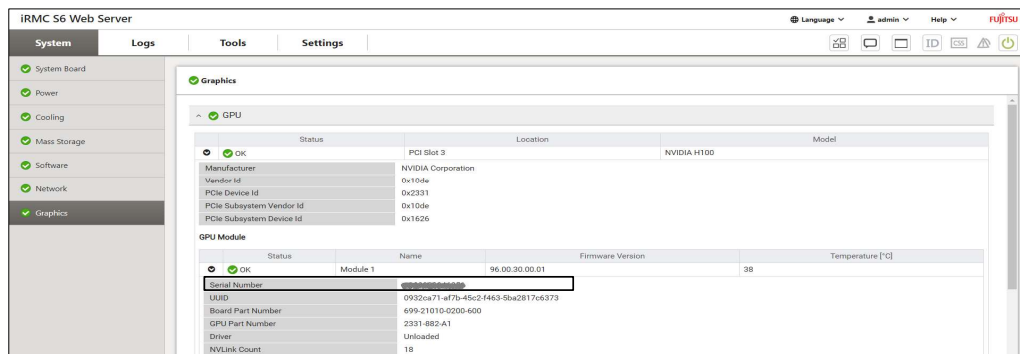 iRMC S6 Web Server
Language admin Help FUJITSU
System Logs Tools Settings
ID CSS
System Board
Power
Cooling
Mass Storage
Software
Network
Graphics
Graphics
GPU
Status Location Model
OK PCI Slot 3 NVIDIA H100
Manufacturer NVIDIA Corporation
Vendor Id 0x10de
PCIe Device Id 0x2331
PCIe Subsystem Vendor Id 0x10de
PCIe Subsystem Device Id 0x1626
GPU Module
Status Name Firmware Version Temperature [°C]
OK Module 1 96.00.30.00.01 38
Serial Number
UUID 0932ca71-af7b-45c2-f463-5ba2817c6373
Board Part Number 699-21010-0200-600
GPU Part Number 2331-882-A1
Driver Unloaded
NVLink Count 18